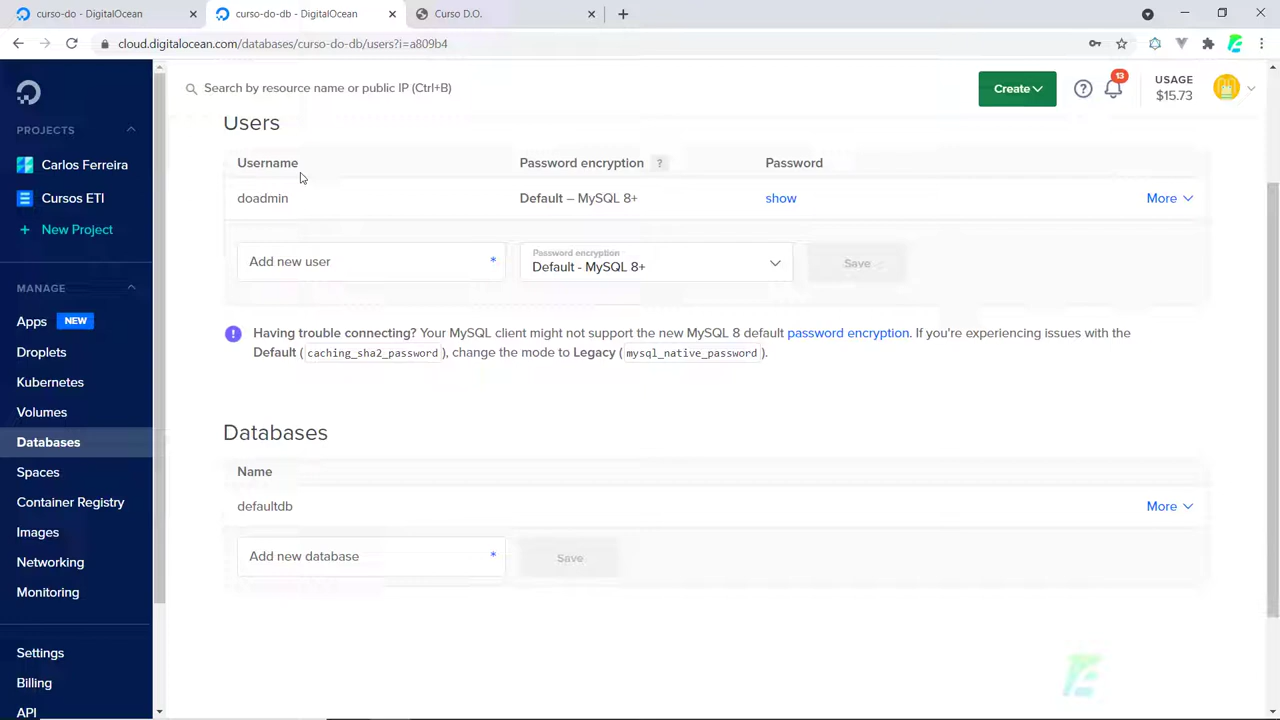 curso-do - DigitalOcean
curso-do-db - DigitalOcean
Curso D.O.
cloud.digitalocean.com/databases/curso-do-db/users?i=a809b4
Search by resource name or public IP (Ctrl+B)
Create
?
13
USAGE
$15.73
PROJECTS
Carlos Ferreira
Cursos ETI
+ New Project
MANAGE
Apps NEW
Droplets
Kubernetes
Volumes
Databases
Spaces
Container Registry
Images
Networking
Monitoring
Settings
Billing
API
Users
Username Password encryption ? Password
doadmin Default – MySQL 8+ show More
Add new user *
Password encryption
Default - MySQL 8+
Save
Having trouble connecting? Your MySQL client might not support the new MySQL 8 default password encryption. If you're experiencing issues with the
Default ( caching_sha2_password ), change the mode to Legacy ( mysql_native_password ).
Databases
Name
defaultdb More
Add new database * Save